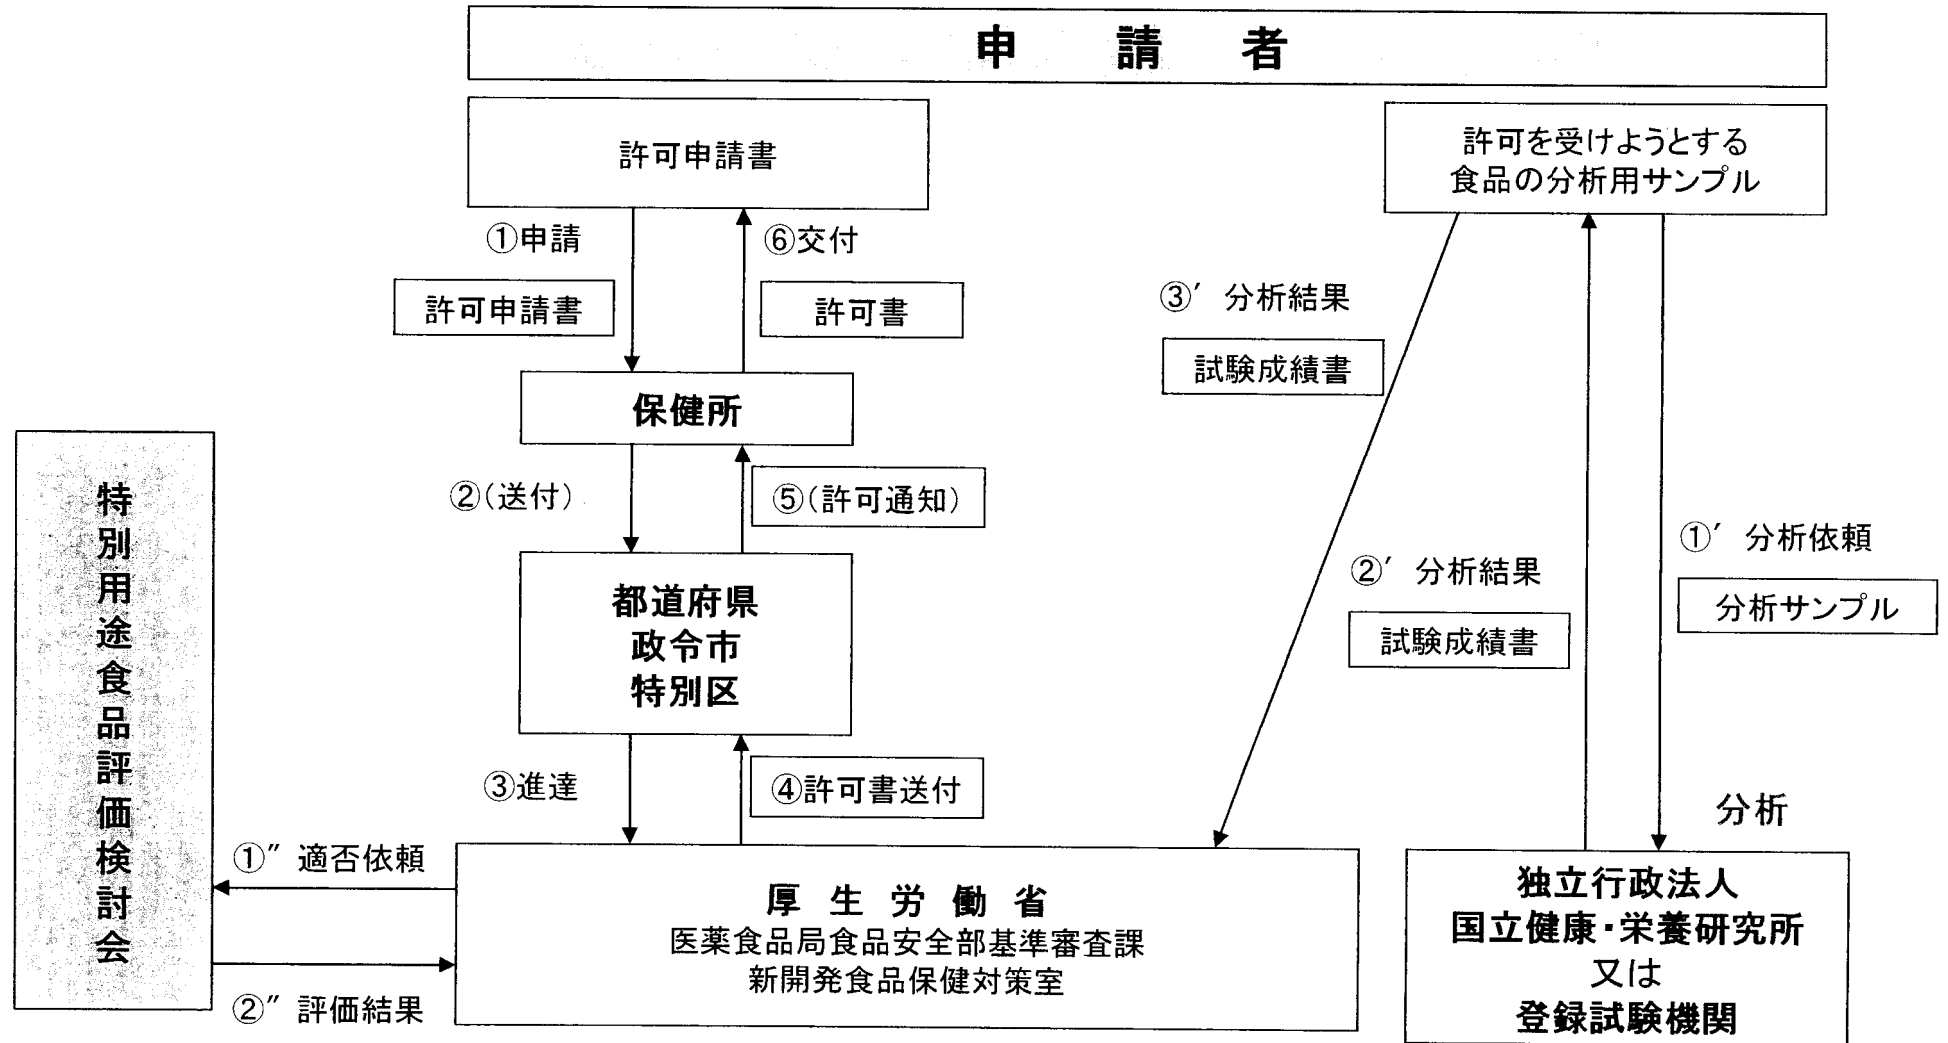 申 請 者
許可申請書
許可を受けようとする
食品の分析用サンプル
①申請
⑥交付
許可申請書
許可書
③′ 分析結果
試験成績書
保健所
②(送付)
⑤(許可通知)
①′ 分析依頼
分析サンプル
②′ 分析結果
試験成績書
都道府県
政令市
特別区
特別用途食品評価検討会
③進達
④許可書送付
分析
①″ 適否依頼
②″ 評価結果
厚 生 労 働 省
医薬食品局食品安全部基準審査課
新開発食品保健対策室
独立行政法人
国立健康・栄養研究所
又は
登録試験機関